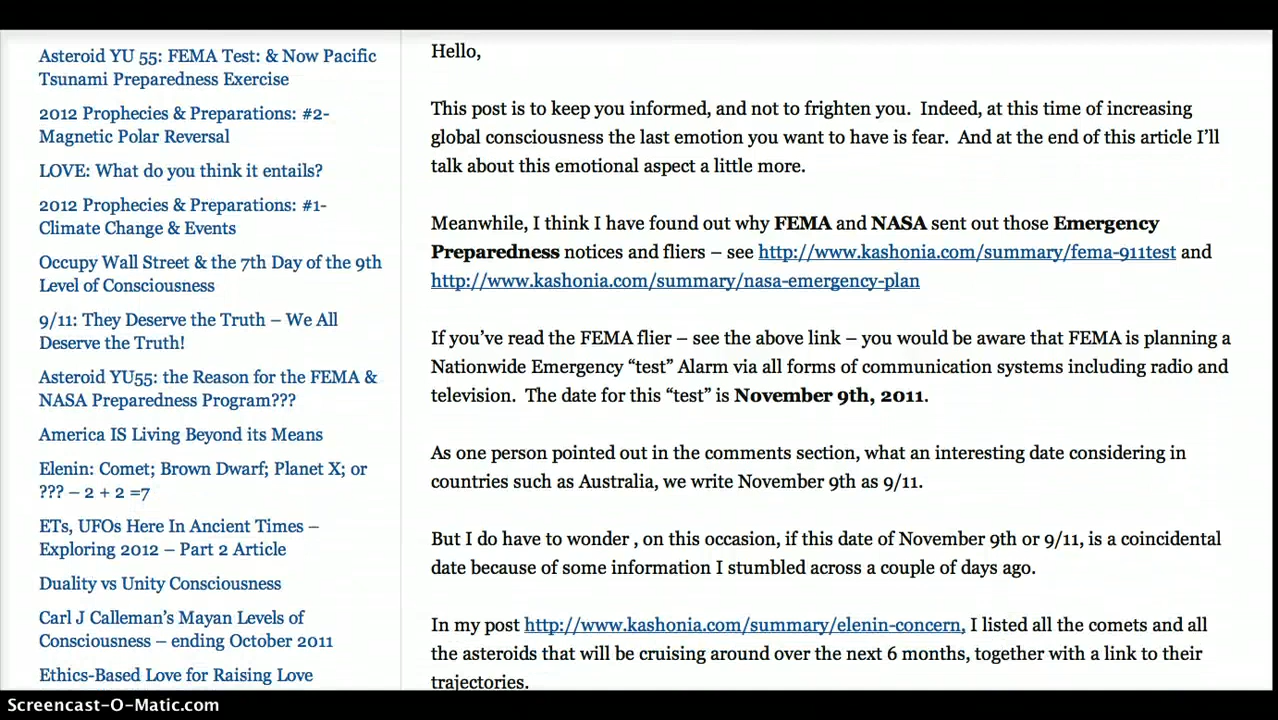 Asteroid YU 55: FEMA Test: & Now Pacific
Tsunami Preparedness Exercise
2012 Prophecies & Preparations: #2-
Magnetic Polar Reversal
LOVE: What do you think it entails?
2012 Prophecies & Preparations: #1-
Climate Change & Events
Occupy Wall Street & the 7th Day of the 9th
Level of Consciousness
9/11: They Deserve the Truth – We All
Deserve the Truth!
Asteroid YU55: the Reason for the FEMA &
NASA Preparedness Program???
America IS Living Beyond its Means
Elenin: Comet; Brown Dwarf; Planet X; or
??? – 2 + 2 =7
ETs, UFOs Here In Ancient Times –
Exploring 2012 – Part 2 Article
Duality vs Unity Consciousness
Carl J Calleman’s Mayan Levels of
Consciousness – ending October 2011
Ethics-Based Love for Raising Love
Hello,
This post is to keep you informed, and not to frighten you.  Indeed, at this time of increasing
global consciousness the last emotion you want to have is fear.  And at the end of this article I’ll
talk about this emotional aspect a little more.
Meanwhile, I think I have found out why FEMA and NASA sent out those Emergency
Preparedness notices and fliers – see http://www.kashonia.com/summary/fema-911test and
http://www.kashonia.com/summary/nasa-emergency-plan
If you’ve read the FEMA flier – see the above link – you would be aware that FEMA is planning a
Nationwide Emergency “test” Alarm via all forms of communication systems including radio and
television.  The date for this “test” is November 9th, 2011.
As one person pointed out in the comments section, what an interesting date considering in
countries such as Australia, we write November 9th as 9/11.
But I do have to wonder , on this occasion, if this date of November 9th or 9/11, is a coincidental
date because of some information I stumbled across a couple of days ago.
In my post http://www.kashonia.com/summary/elenin-concern, I listed all the comets and all
the asteroids that will be cruising around over the next 6 months, together with a link to their
trajectories.
Screencast-O-Matic.com